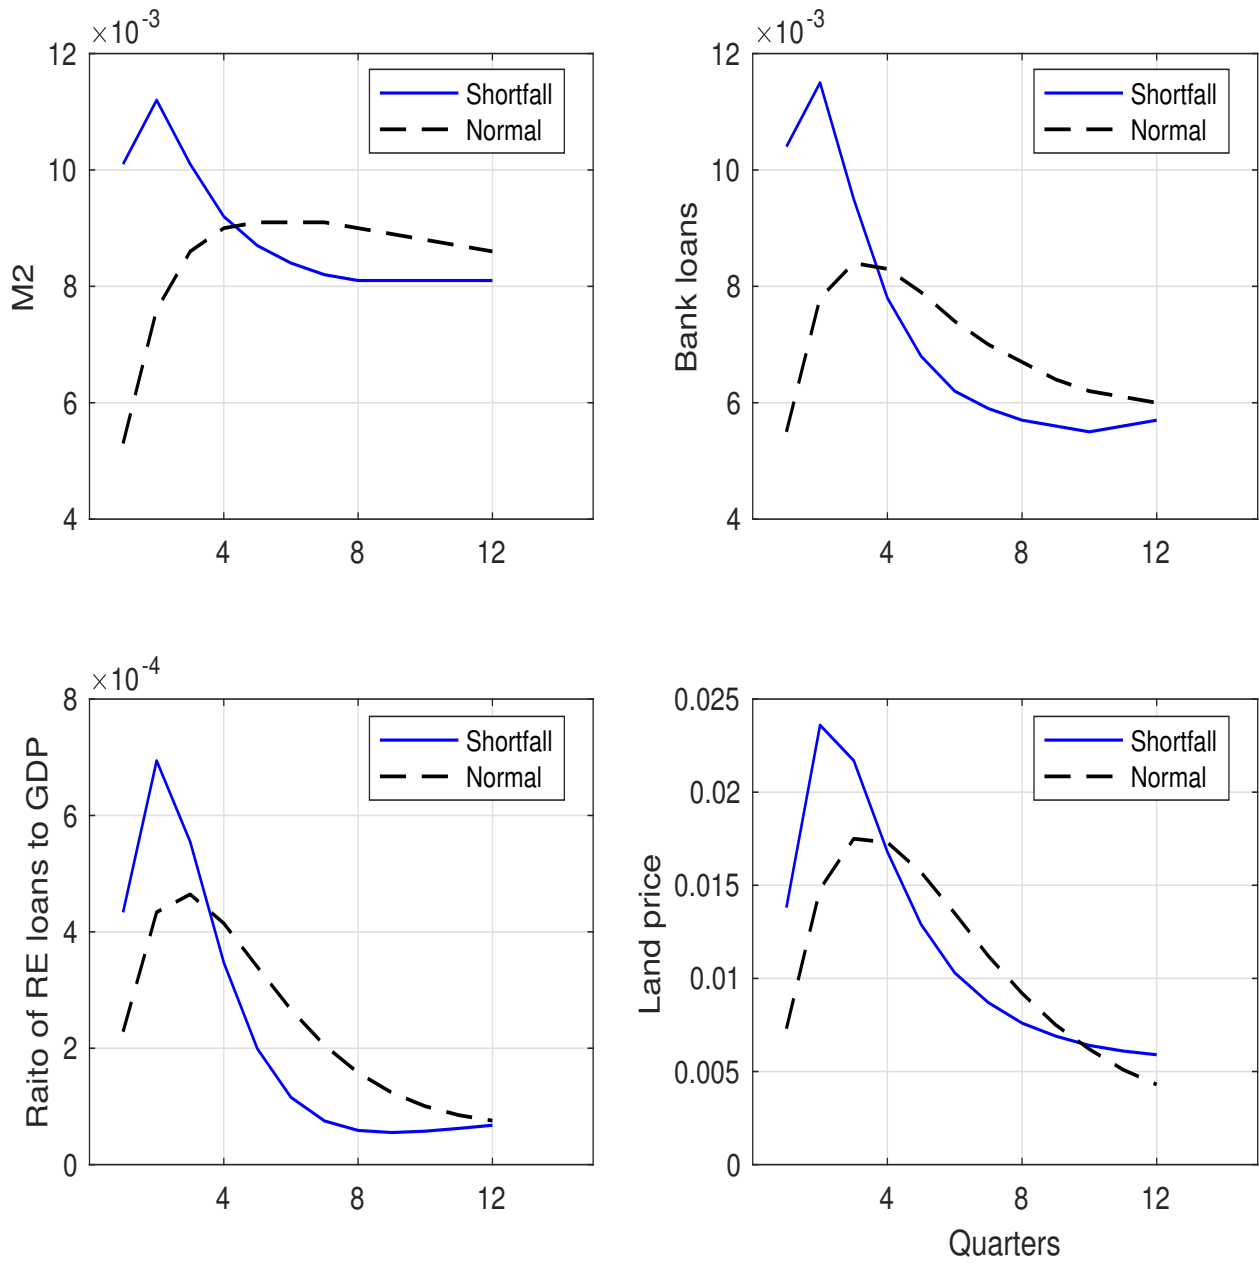 ×10-3
12
10
8
6
4
M2
Shortfall
Normal
4 8 12
×10-3
12
10
8
6
4
Bank loans
Shortfall
Normal
4 8 12
×10-4
8
6
4
2
0
Raito of RE loans to GDP
Shortfall
Normal
4 8 12
0.025
0.02
0.015
0.01
0.005
0
Land price
Shortfall
Normal
4 8 12
Quarters